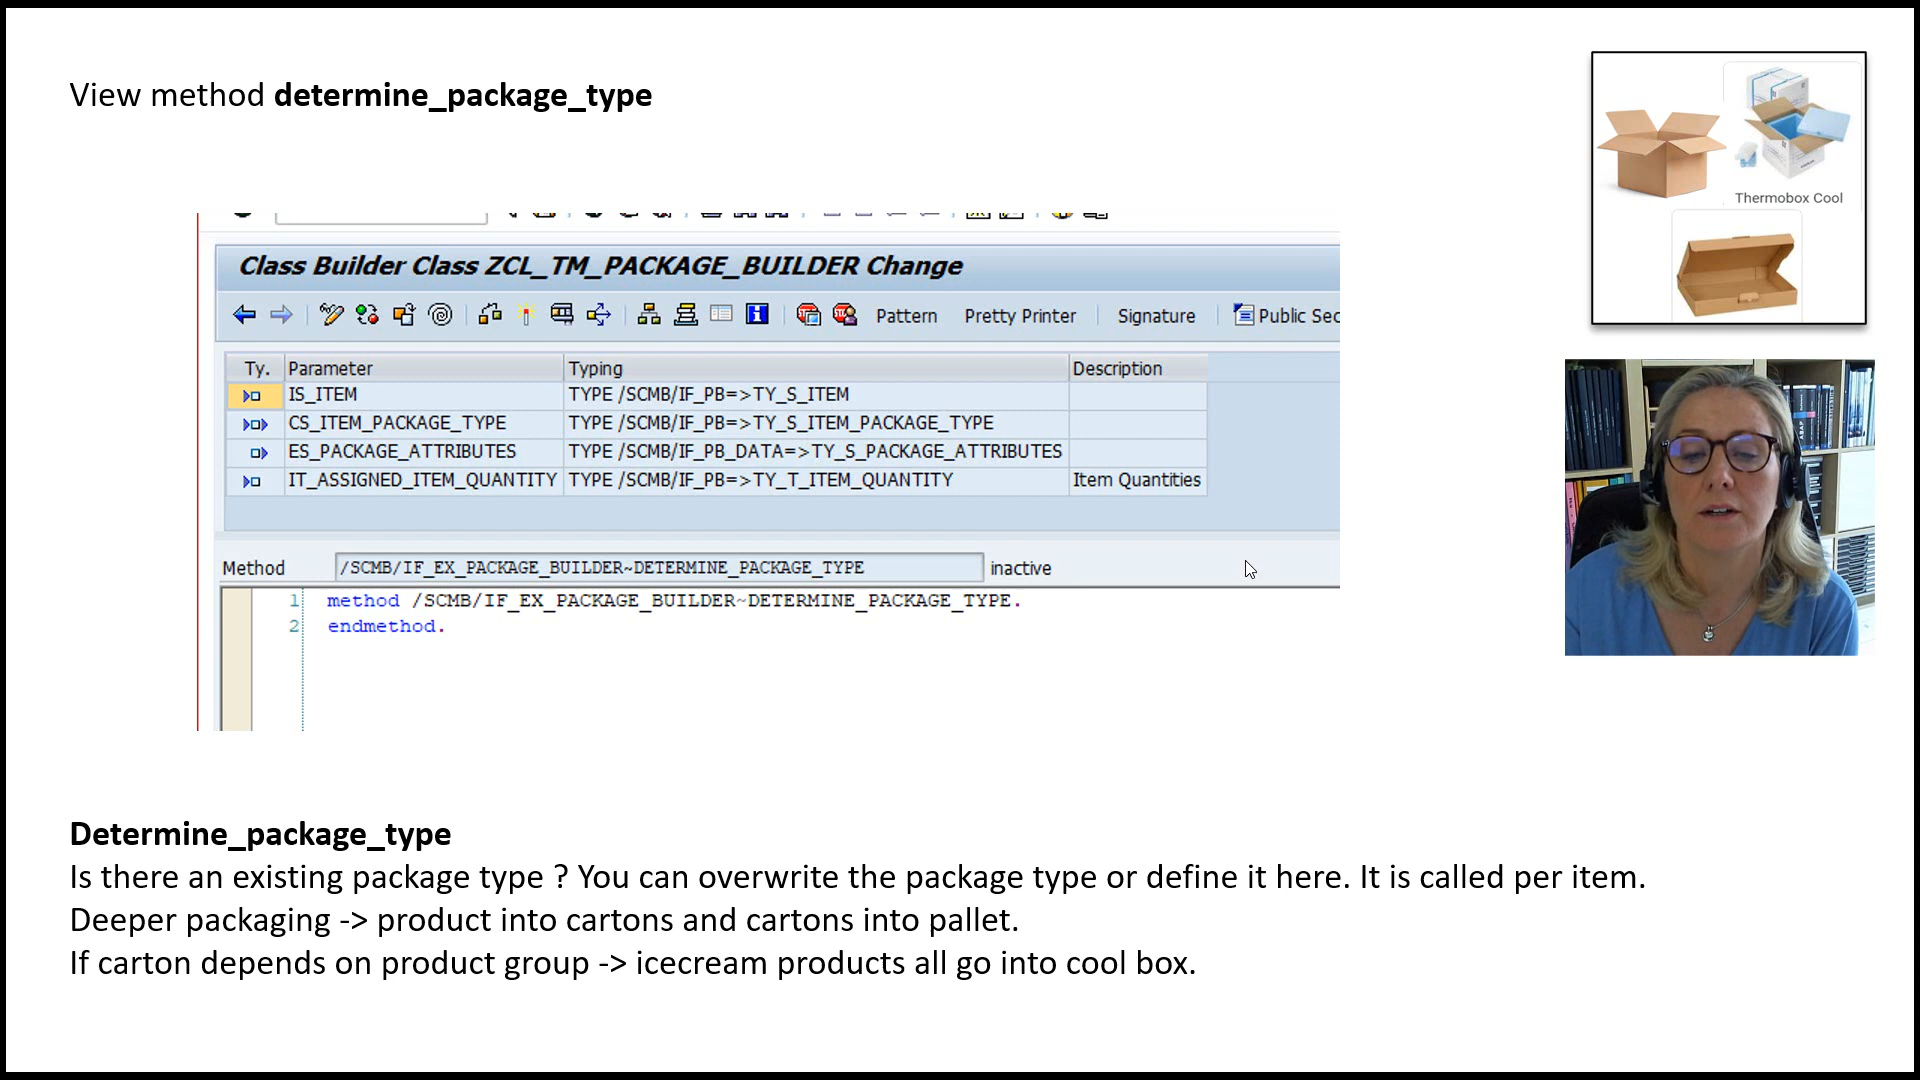 View method determine_package_type
Thermobox Cool
Class Builder Class ZCL_TM_PACKAGE_BUILDER Change
Pattern Pretty Printer Signature Public Sec
Ty. Parameter Typing Description
IS_ITEM TYPE /SCMB/IF_PB=>TY_S_ITEM
CS_ITEM_PACKAGE_TYPE TYPE /SCMB/IF_PB=>TY_S_ITEM_PACKAGE_TYPE
ES_PACKAGE_ATTRIBUTES TYPE /SCMB/IF_PB_DATA=>TY_S_PACKAGE_ATTRIBUTES
IT_ASSIGNED_ITEM_QUANTITY TYPE /SCMB/IF_PB=>TY_T_ITEM_QUANTITY Item Quantities
Method /SCMB/IF_EX_PACKAGE_BUILDER~DETERMINE_PACKAGE_TYPE inactive
1 method /SCMB/IF_EX_PACKAGE_BUILDER~DETERMINE_PACKAGE_TYPE.
2 endmethod.
Determine_package_type
Is there an existing package type ? You can overwrite the package type or define it here. It is called per item.
Deeper packaging -> product into cartons and cartons into pallet.
If carton depends on product group -> icecream products all go into cool box.